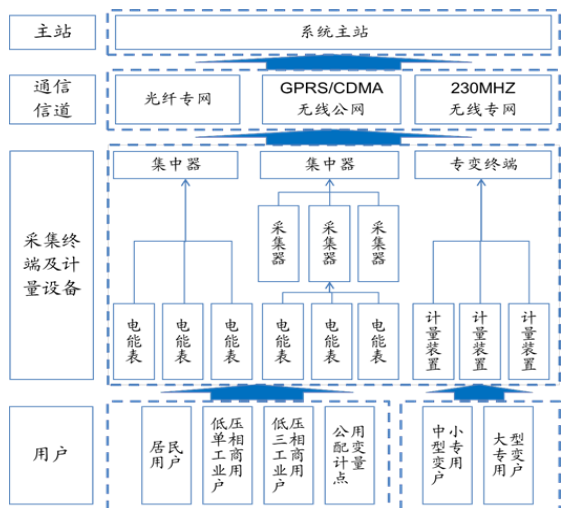 主站
系统主站
通信
信道
光纤专网
GPRS/CDMA
无线公网
230MHZ
无线专网
采集终
端及计
量设备
集中器
集中器
专变终端
采集器
采集器
采集器
电能表
电能表
电能表
电能表
电能表
电能表
计量装置
计量装置
计量装置
用户
居民
用户
低压
单相
工商
业用
户
低压
三相
工商
业用
户
公用
配变
计量
点
中小
型专
变用
户
大型
专变
用户